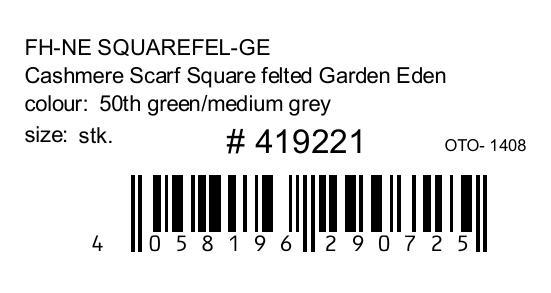 FH-NE SQUAREFEL-GE
Cashmere Scarf Square felted Garden Eden
colour: 50th green/medium grey
size: stk.
# 419221
OTO- 1408
4 058196 290725